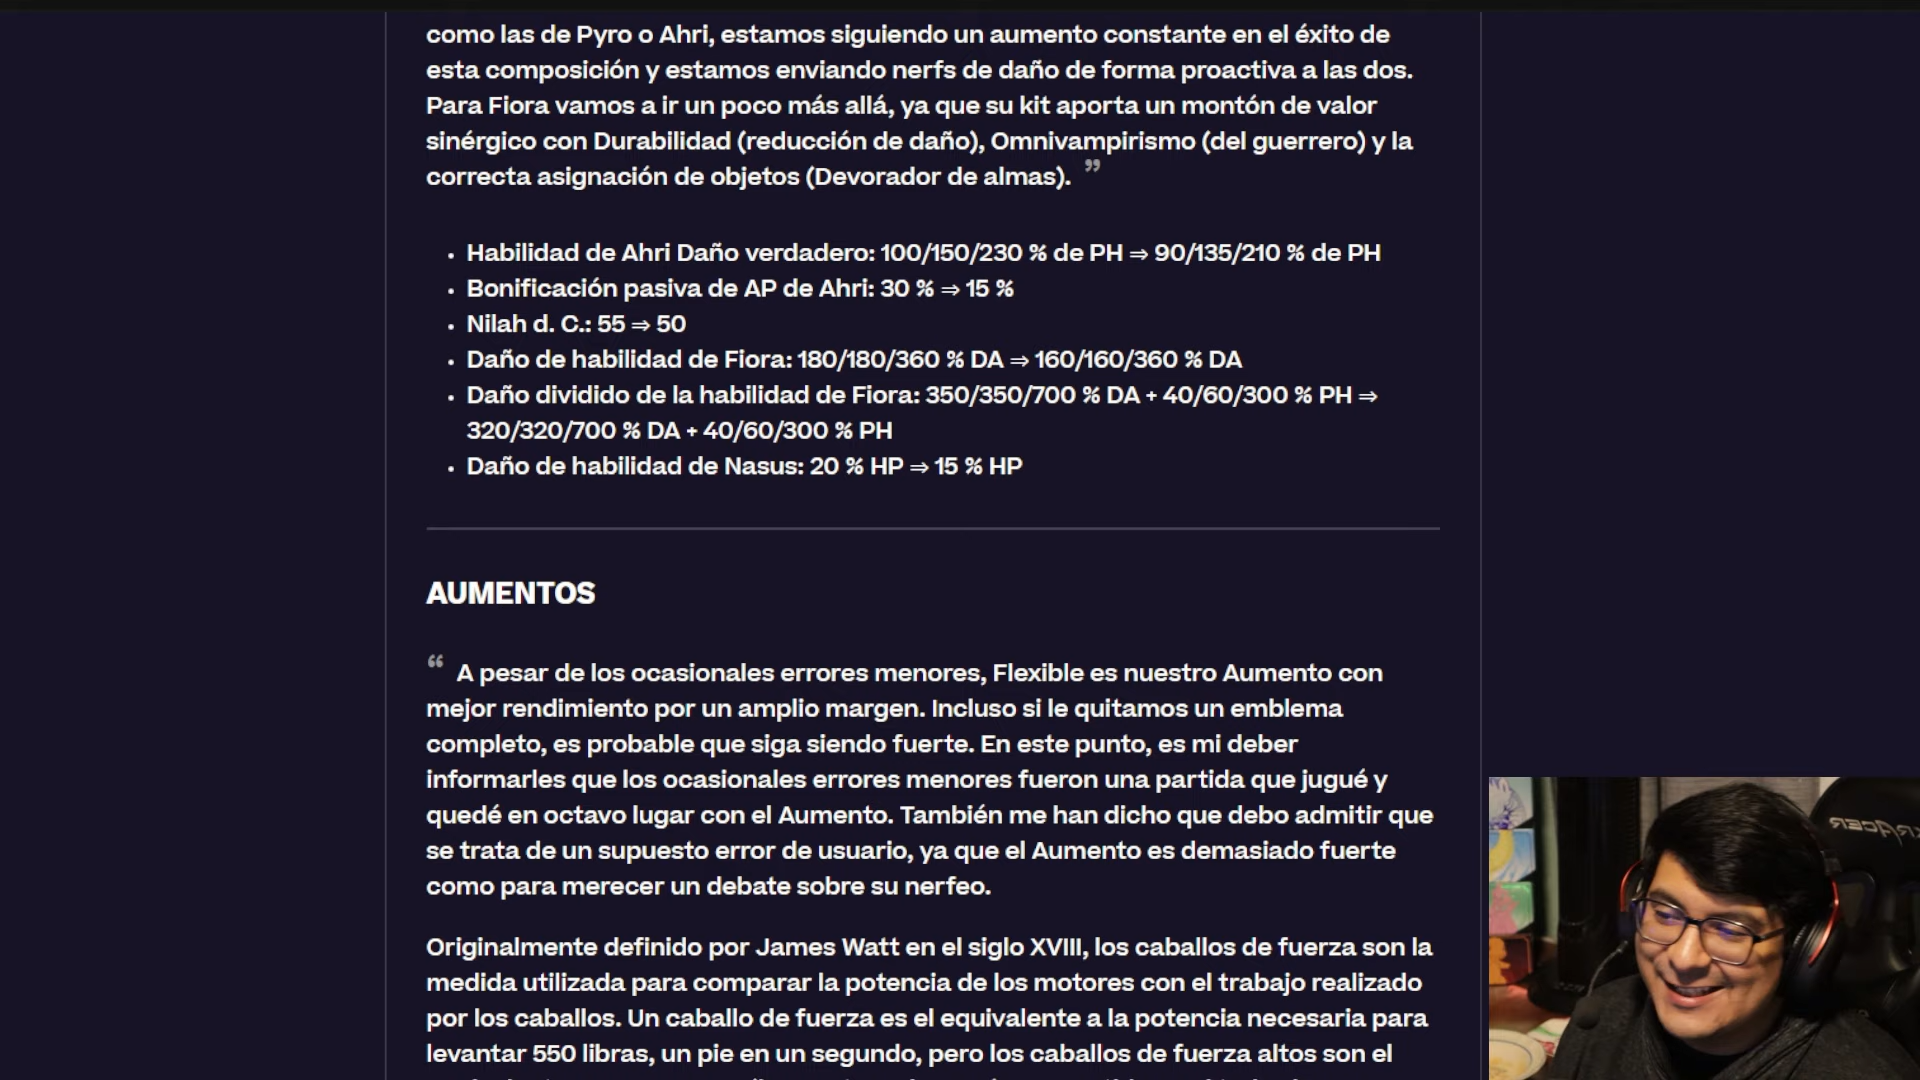 como las de Pyro o Ahri, estamos siguiendo un aumento constante en el éxito de
esta composición y estamos enviando nerfs de daño de forma proactiva a las dos.
Para Fiora vamos a ir un poco más allá, ya que su kit aporta un montón de valor
sinérgico con Durabilidad (reducción de daño), Omnivampirismo (del guerrero) y la
correcta asignación de objetos (Devorador de almas). ”
• Habilidad de Ahri Daño verdadero: 100/150/230 % de PH ⇒ 90/135/210 % de PH
• Bonificación pasiva de AP de Ahri: 30 % ⇒ 15 %
• Nilah d. C.: 55 ⇒ 50
• Daño de habilidad de Fiora: 180/180/360 % DA ⇒ 160/160/360 % DA
• Daño dividido de la habilidad de Fiora: 350/350/700 % DA + 40/60/300 % PH ⇒
320/320/700 % DA + 40/60/300 % PH
• Daño de habilidad de Nasus: 20 % HP ⇒ 15 % HP
AUMENTOS
“ A pesar de los ocasionales errores menores, Flexible es nuestro Aumento con
mejor rendimiento por un amplio margen. Incluso si le quitamos un emblema
completo, es probable que siga siendo fuerte. En este punto, es mi deber
informarles que los ocasionales errores menores fueron una partida que jugué y
quedé en octavo lugar con el Aumento. También me han dicho que debo admitir que
se trata de un supuesto error de usuario, ya que el Aumento es demasiado fuerte
como para merecer un debate sobre su nerfeo.
Originalmente definido por James Watt en el siglo XVIII, los caballos de fuerza son la
medida utilizada para comparar la potencia de los motores con el trabajo realizado
por los caballos. Un caballo de fuerza es el equivalente a la potencia necesaria para
levantar 550 libras, un pie en un segundo, pero los caballos de fuerza altos son el